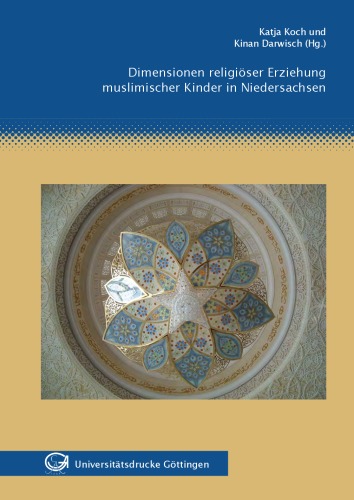 Katja Koch und
Kinan Darwisch (Hg.)
Dimensionen religiöser Erziehung
muslimischer Kinder in Niedersachsen
Universitätsdrucke Göttingen